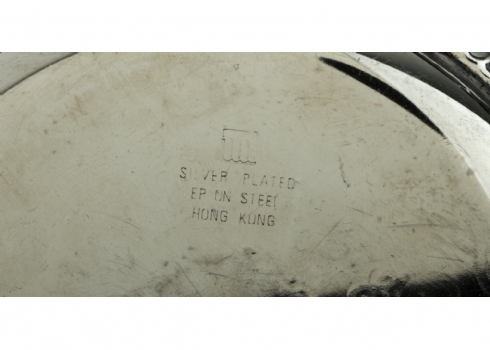 SILVER PLATED
EP ON STEEL
HONG KONG